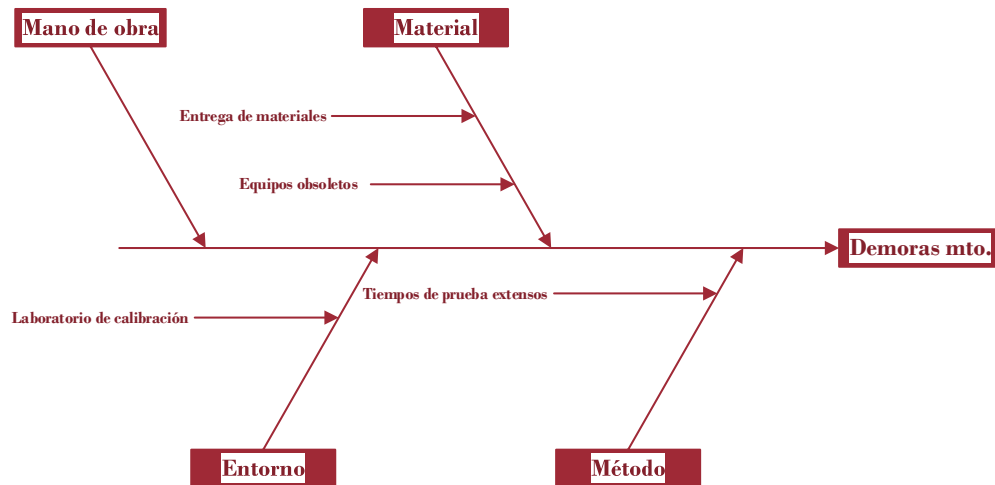 Mano de obra
Material
Entrega de materiales
Equipos obsoletos
Demoras mto.
Tiempos de prueba extensos
Laboratorio de calibración
Entorno
Método